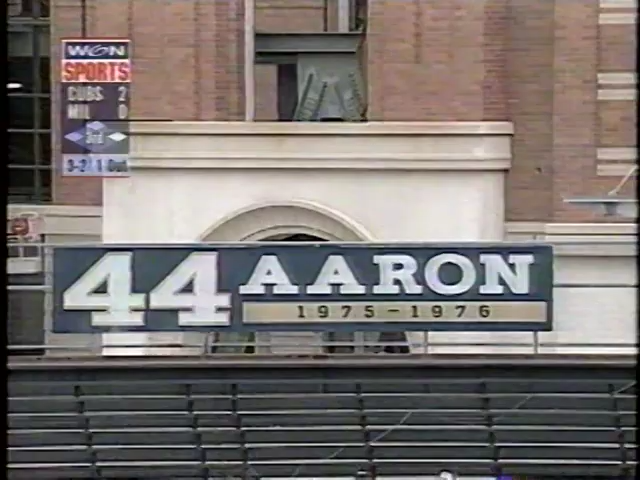 WGN
SPORTS
CUBS 2
MIL 0
3-2 1 Out
44 AARON
1975-1976